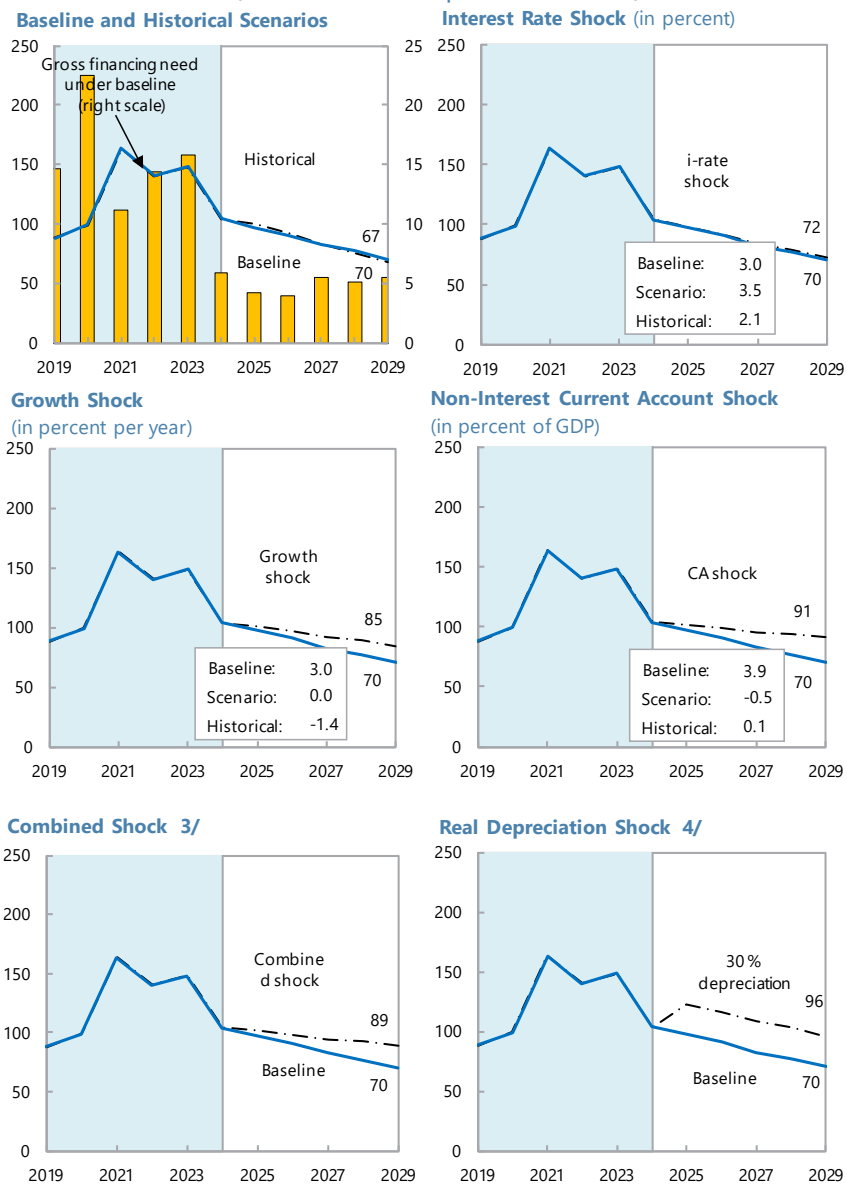 Baseline and Historical Scenarios
250
200
150
100
50
0
25
20
15
10
5
0
Gross financing need
under baseline
(right scale)
Historical
67
Baseline
70
2019 2021 2023 2025 2027 2029
Interest Rate Shock (in percent)
250
200
150
100
50
0
i-rate
shock
72
70
Baseline: 3.0
Scenario: 3.5
Historical: 2.1
2019 2021 2023 2025 2027 2029
Growth Shock
(in percent per year)
250
200
150
100
50
0
Growth
shock
85
70
Baseline: 3.0
Scenario: 0.0
Historical: -1.4
2019 2021 2023 2025 2027 2029
Non-Interest Current Account Shock
(in percent of GDP)
250
200
150
100
50
0
CA shock
91
70
Baseline: 3.9
Scenario: -0.5
Historical: 0.1
2019 2021 2023 2025 2027 2029
Combined Shock 3/
250
200
150
100
50
0
Combine
d shock
89
Baseline
70
2019 2021 2023 2025 2027 2029
Real Depreciation Shock 4/
250
200
150
100
50
0
30%
depreciation
96
Baseline
70
2019 2021 2023 2025 2027 2029